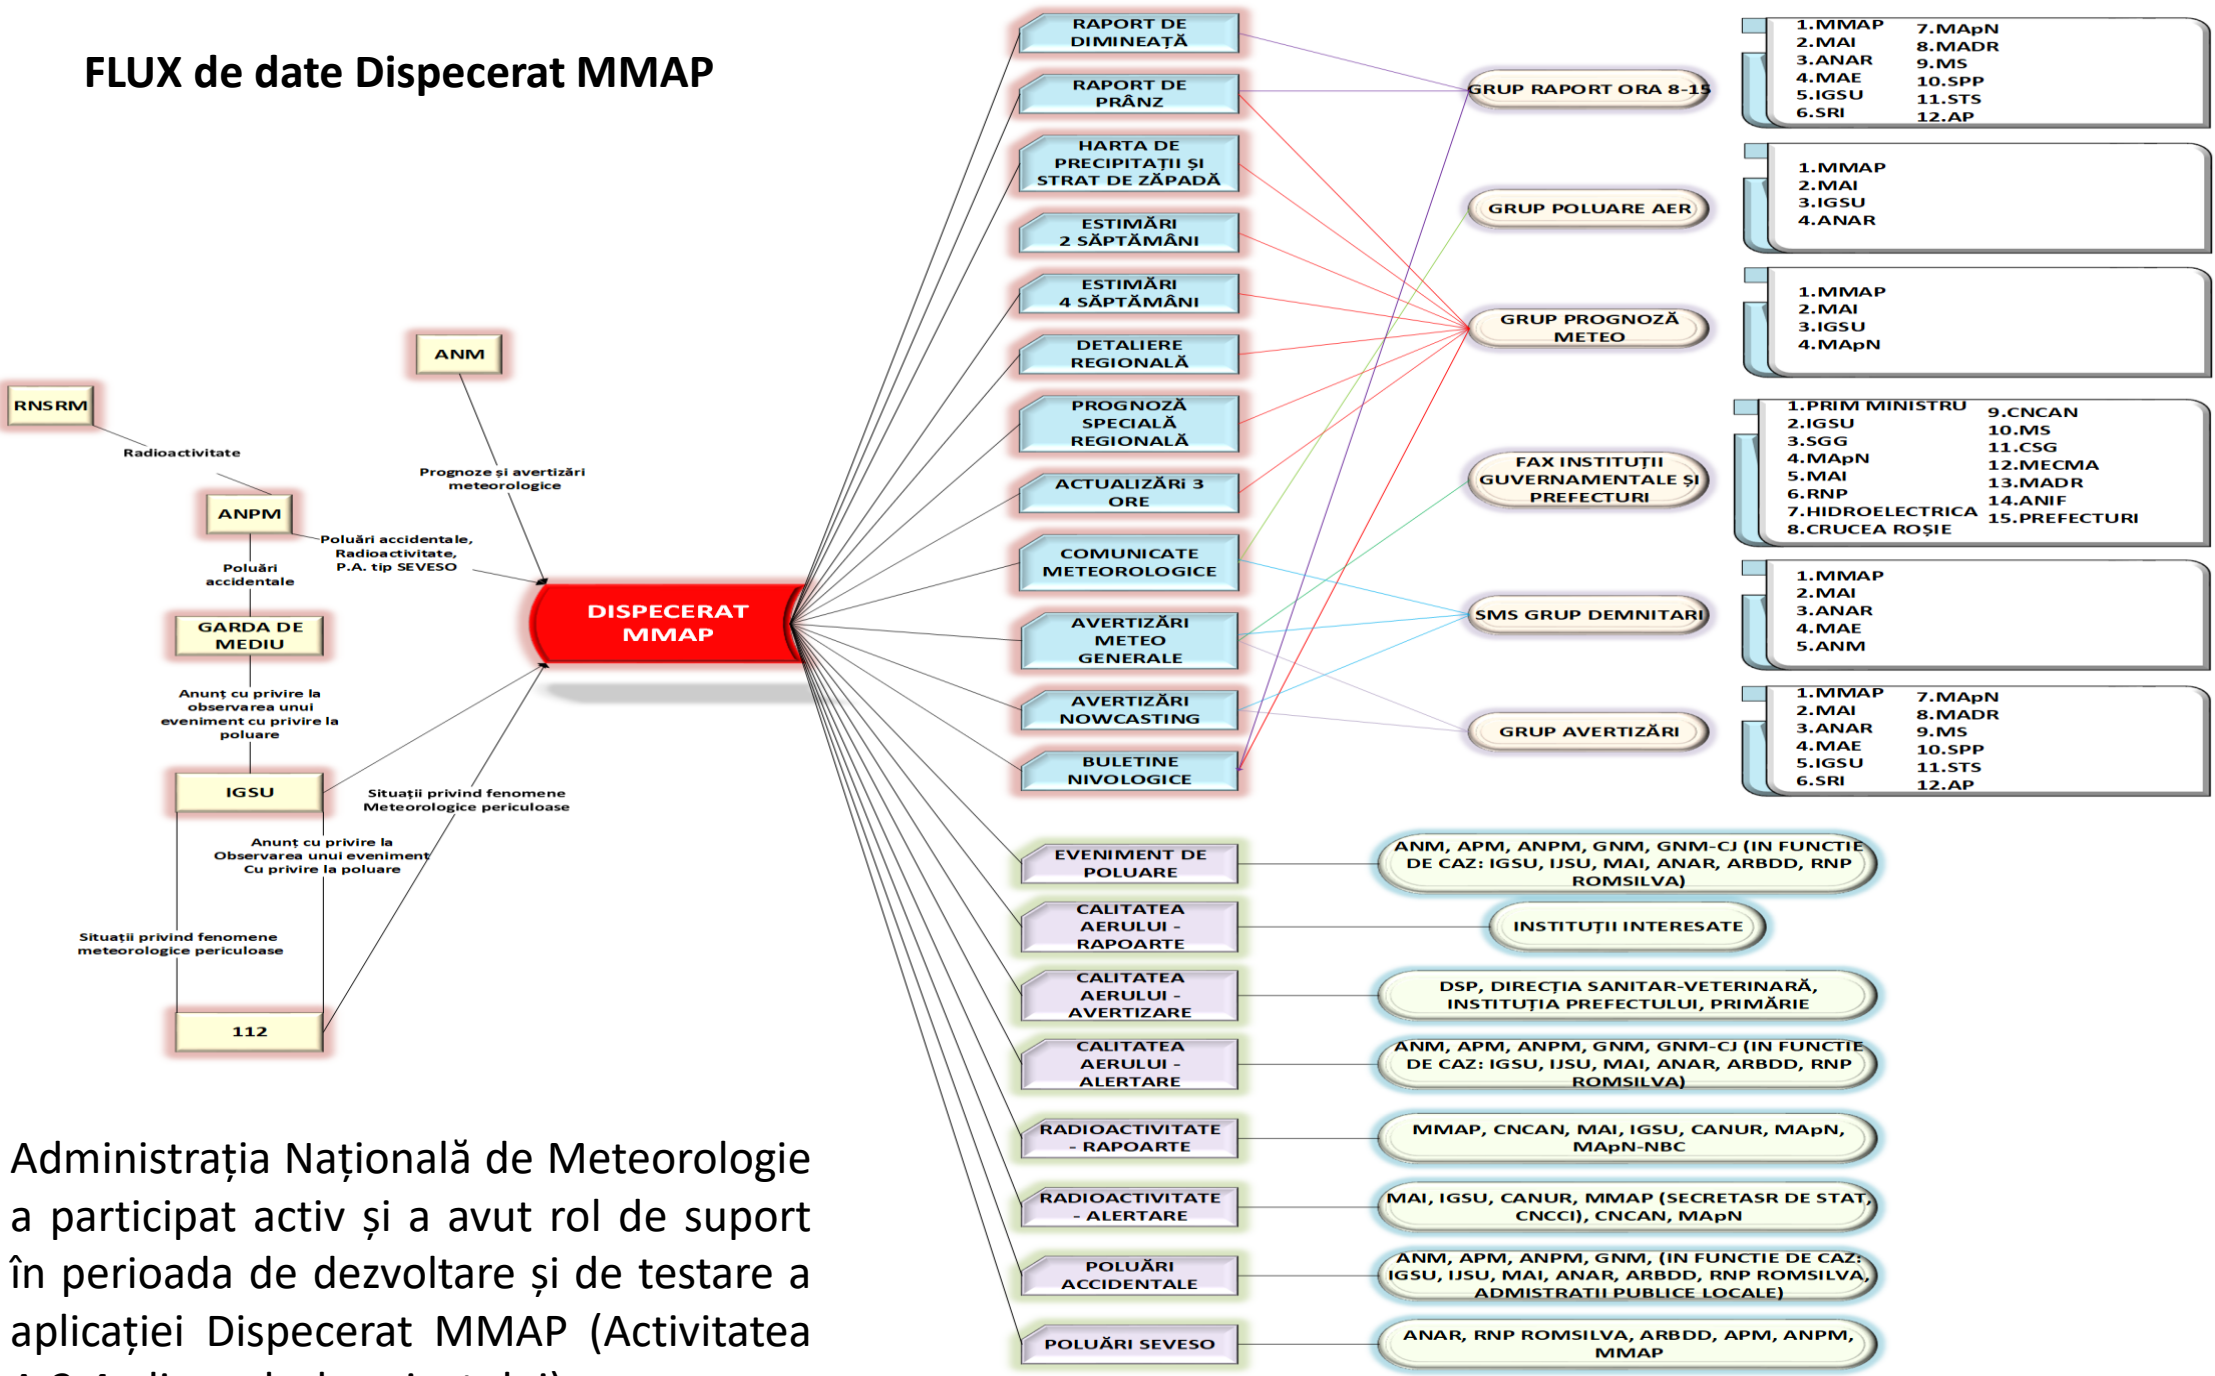 FLUX de date Dispecerat MMAP
RNSRM
Radioactivitate
ANM
Prognoze și avertizări
meteorologice
ANPM
Poluări accidentale,
Radioactivitate,
P.A. tip SEVESO
Poluări
accidentale
GARDA DE
MEDIU
Anunț cu privire la
observarea unui
eveniment cu privire la
poluare
IGSU
Situații privind fenomene
Meteorologice periculoase
Anunț cu privire la
Observarea unui eveniment
Cu privire la poluare
Situații privind fenomene
meteorologice periculoase
112
DISPECERAT
MMAP
RAPORT DE
DIMINEAȚĂ
RAPORT DE
PRÂNZ
HARTA DE
PRECIPITAȚII ȘI
STRAT DE ZĂPADĂ
ESTIMĂRI
2 SĂPTĂMÂNI
ESTIMĂRI
4 SĂPTĂMÂNI
DETALIERE
REGIONALĂ
PROGNOZĂ
SPECIALĂ
REGIONALĂ
ACTUALIZĂRi 3
ORE
COMUNICATE
METEOROLOGICE
AVERTIZĂRI
METEO
GENERALE
AVERTIZĂRI
NOWCASTING
BULETINE
NIVOLOGICE
EVENIMENT DE
POLUARE
CALITATEA
AERULUI -
RAPOARTE
CALITATEA
AERULUI -
AVERTIZARE
CALITATEA
AERULUI -
ALERTARE
RADIOACTIVITATE
- RAPOARTE
RADIOACTIVITATE
- ALERTARE
POLUĂRI
ACCIDENTALE
POLUĂRI SEVESO
GRUP RAPORT ORA 8-15
GRUP POLUARE AER
GRUP PROGNOZĂ
METEO
FAX INSTITUȚII
GUVERNAMENTALE ȘI
PREFECTURI
SMS GRUP DEMNITARI
GRUP AVERTIZĂRI
1.MMAP
2.MAI
3.ANAR
4.MAE
5.IGSU
6.SRI
7.MApN
8.MADR
9.MS
10.SPP
11.STS
12.AP
1.MMAP
2.MAI
3.IGSU
4.ANAR
1.MMAP
2.MAI
3.IGSU
4.MApN
1.PRIM MINISTRU
2.IGSU
3.SGG
4.MApN
5.MAI
6.RNP
7.HIDROELECTRICA
8.CRUCEA ROȘIE
9.CNCAN
10.MS
11.CSG
12.MECMA
13.MADR
14.ANIF
15.PREFECTURI
1.MMAP
2.MAI
3.ANAR
4.MAE
5.ANM
1.MMAP
2.MAI
3.ANAR
4.MAE
5.IGSU
6.SRI
7.MApN
8.MADR
9.MS
10.SPP
11.STS
12.AP
ANM, APM, ANPM, GNM, GNM-CJ (IN FUNCTIE
DE CAZ: IGSU, IJSU, MAI, ANAR, ARBDD, RNP
ROMSILVA)
INSTITUȚII INTERESATE
DSP, DIRECȚIA SANITAR-VETERINARĂ,
INSTITUȚIA PREFECTULUI, PRIMĂRIE
ANM, APM, ANPM, GNM, GNM-CJ (IN FUNCTIE
DE CAZ: IGSU, IJSU, MAI, ANAR, ARBDD, RNP
ROMSILVA)
MMAP, CNCAN, MAI, IGSU, CANUR, MApN,
MApN-NBC
MAI, IGSU, CANUR, MMAP (SECRETASR DE STAT,
CNCCI), CNCAN, MApN
ANM, APM, ANPM, GNM, (IN FUNCTIE DE CAZ:
IGSU, IJSU, MAI, ANAR, ARBDD, RNP ROMSILVA,
ADMISTRATII PUBLICE LOCALE)
ANAR, RNP ROMSILVA, ARBDD, APM, ANPM,
MMAP
Administrația Națională de Meteorologie
a participat activ și a avut rol de suport
în perioada de dezvoltare și de testare a
aplicației Dispecerat MMAP (Activitatea